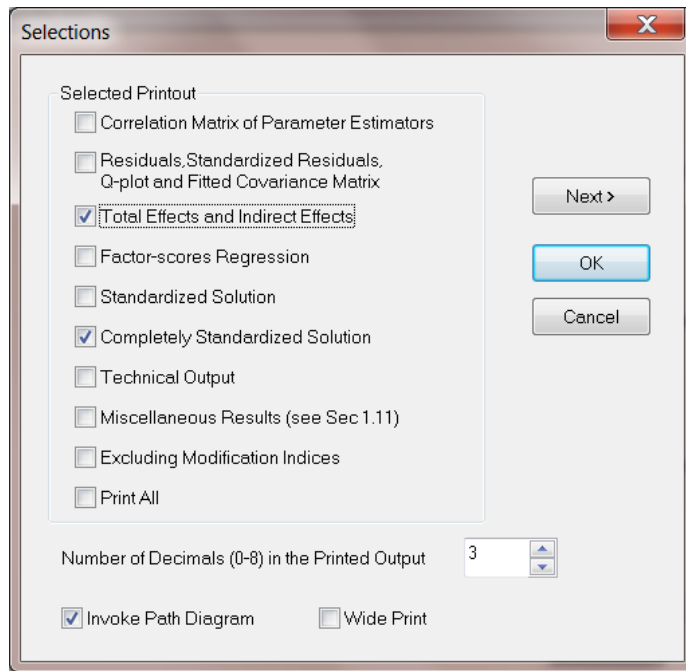 Selections
X
Selected Printout
Correlation Matrix of Parameter Estimators
Residuals,Standardized Residuals,
Q-plot and Fitted Covariance Matrix
Total Effects and Indirect Effects
Factor-scores Regression
Standardized Solution
Completely Standardized Solution
Technical Output
Miscellaneous Results (see Sec 1.11)
Excluding Modification Indices
Print All
Next >
OK
Cancel
Number of Decimals (0-8) in the Printed Output
3
Invoke Path Diagram
Wide Print